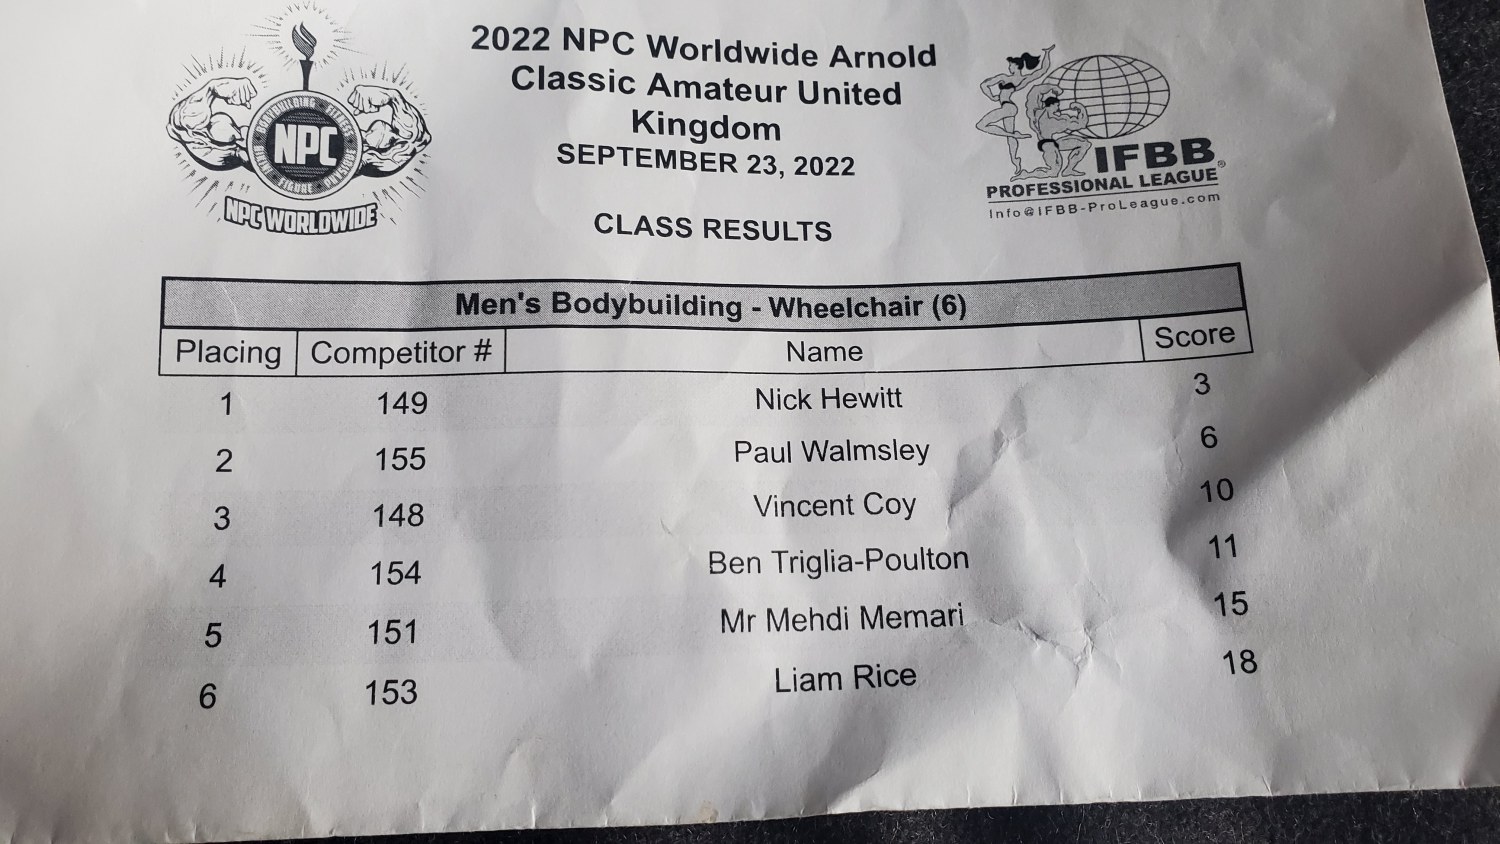 NPC
NPC WORLDWIDE
2022 NPC Worldwide Arnold
Classic Amateur United
Kingdom
SEPTEMBER 23, 2022
CLASS RESULTS
IFBB®
PROFESSIONAL LEAGUE
Info@IFBB-ProLeague.com
Men's Bodybuilding - Wheelchair (6)
Placing Competitor # Name Score
1 149 Nick Hewitt 3
2 155 Paul Walmsley 6
3 148 Vincent Coy 10
4 154 Ben Triglia-Poulton 11
5 151 Mr Mehdi Memari 15
6 153 Liam Rice 18